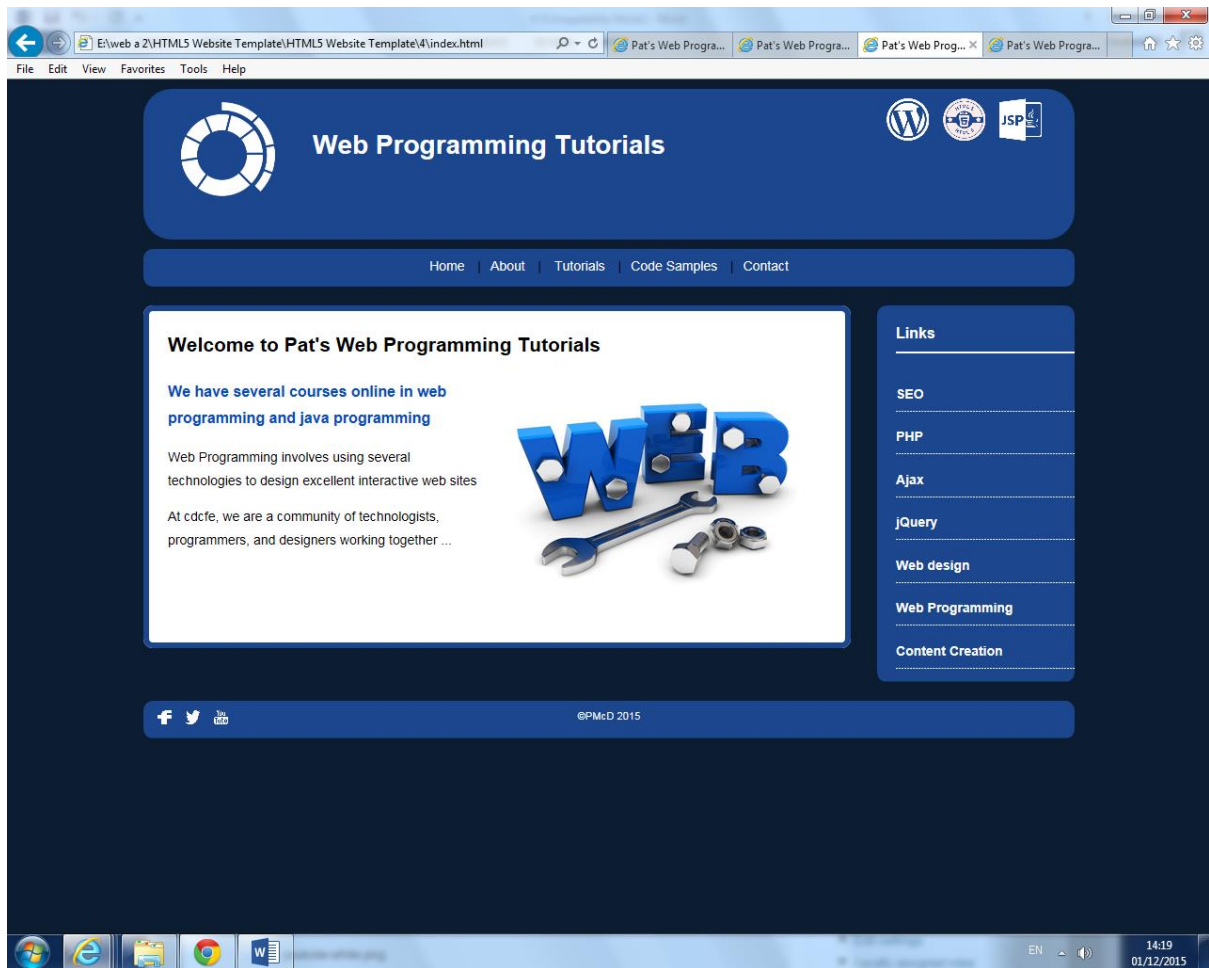 E:\web a 2\HTML5 Website Template\HTML5 Website Template\4\index.html
Pat's Web Progra...
Pat's Web Progra...
Pat's Web Prog...
Pat's Web Progra...
File Edit View Favorites Tools Help
Web Programming Tutorials
HTML5
JSP
Home | About | Tutorials | Code Samples | Contact
Welcome to Pat's Web Programming Tutorials
We have several courses online in web
programming and java programming
Web Programming involves using several
technologies to design excellent interactive web sites
At cdcfe, we are a community of technologists,
programmers, and designers working together ...
WEB
Links
SEO
PHP
Ajax
jQuery
Web design
Web Programming
Content Creation
You
Tube
©PMcD 2015
EN
14:19
01/12/2015